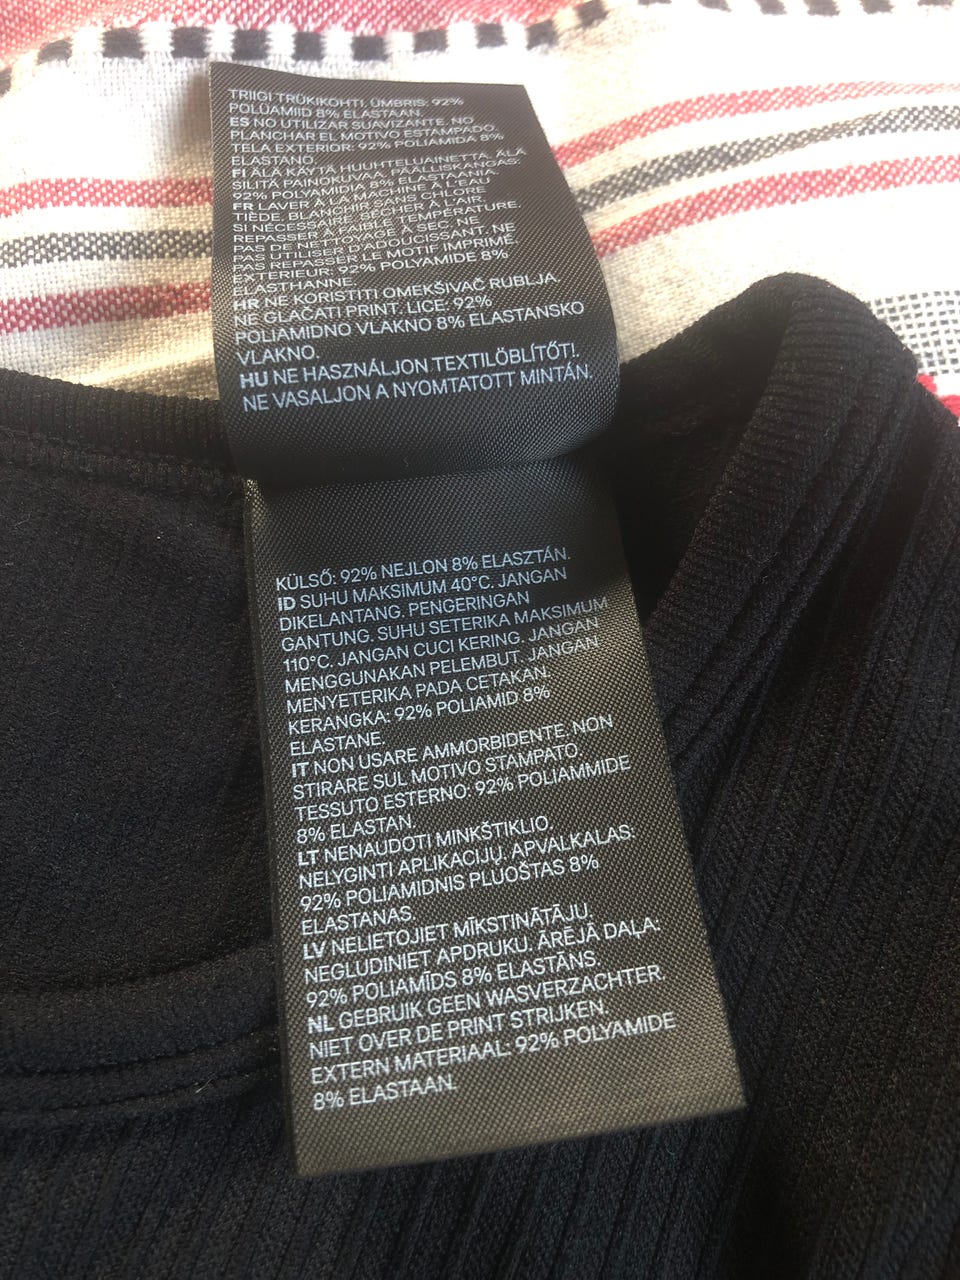 TRIIGI TRÜKIKOHTI. ÜMBRIS: 92%
POLÜAMIID 8% ELASTAAN.
ES NO UTILIZAR SUAVIZANTE. NO
PLANCHAR EL MOTIVO ESTAMPADO.
TELA EXTERIOR: 92% POLIAMIDA 8%
ELASTANO.
FI ÄLÄ KÄYTÄ HUUHTELUAINETTA. ÄLÄ
SILITÄ PAINOKUVAA. PÄÄLLISKANGAS:
92% POLYAMIDIA 8% ELASTAANIA.
FR LAVER À LA MACHINE À L'EAU
TIÈDE, BLANCHIR SANS CLORE
SI NÉCESSAIRE. SÉCHER À L'AIR.
REPASSER À FAIBLE TEMPÉRATURE.
PAS DE NETTOYAGE À SEC. NE
PAS UTILISER D'ADOUCISSANT. NE
PAS REPASSER LE MOTIF IMPRIMÉ.
EXTÉRIEUR: 92% POLYAMIDE 8%
ELASTHANNE.
HR NE KORISTITI OMEKŠIVAČ RUBLJA.
NE GLAČATI PRINT. LICE: 92%
POLIAMIDNO VLAKNO 8% ELASTANSKO
VLAKNO.
HU NE HASZNÁLJON TEXTILÖBLÍTŐT!.
NE VASALJON A NYOMTATOTT MINTÁN.
KÜLSŐ: 92% NEJLON 8% ELASZTÁN.
ID SUHU MAKSIMUM 40°C. JANGAN
DIKELANTANG. PENGERINGAN
GANTUNG. SUHU SETERIKA MAKSIMUM
110°C. JANGAN CUCI KERING. JANGAN
MENGGUNAKAN PELEMBUT. JANGAN
MENYETERIKA PADA CETAKAN.
KERANGKA: 92% POLIAMID 8%
ELASTANE.
IT NON USARE AMMORBIDENTE. NON
STIRARE SUL MOTIVO STAMPATO.
TESSUTO ESTERNO: 92% POLIAMMIDE
8% ELASTAN.
LT NENAUDOTI MINKŠTIKLIO.
NELYGINTI APLIKACIJŲ. APVALKALAS:
92% POLIAMIDNIS PLUOŠTAS 8%
ELASTANAS.
LV NELIETOJIET MĪKSTINĀTĀJU.
NEGLUDINIET APDRUKU. ĀRĒJĀ DAĻA:
92% POLIAMĪDS 8% ELASTĀNS.
NL GEBRUIK GEEN WASVERZACHTER.
NIET OVER DE PRINT STRIJKEN.
EXTERN MATERIAAL: 92% POLYAMIDE
8% ELASTAAN.